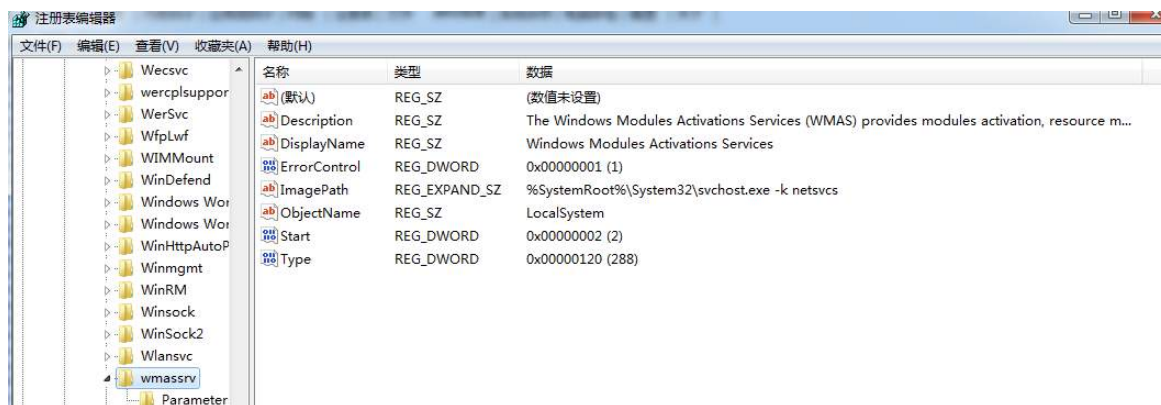 注册表编辑器
文件(F) 编辑(E) 查看(V) 收藏夹(A) 帮助(H)
名称 类型 数据
Wecsvc
wercplsuppor
WerSvc
WfpLwf
WIMMount
WinDefend
Windows Wor
Windows Wor
WinHttpAutoP
Winmgmt
WinRM
Winsock
WinSock2
Wlansvc
wmassrv
Parameter
(默认) REG_SZ (数值未设置)
Description REG_SZ The Windows Modules Activations Services (WMAS) provides modules activation, resource m...
DisplayName REG_SZ Windows Modules Activations Services
ErrorControl REG_DWORD 0x00000001 (1)
ImagePath REG_EXPAND_SZ %SystemRoot%\System32\svchost.exe -k netsvcs
ObjectName REG_SZ LocalSystem
Start REG_DWORD 0x00000002 (2)
Type REG_DWORD 0x00000120 (288)